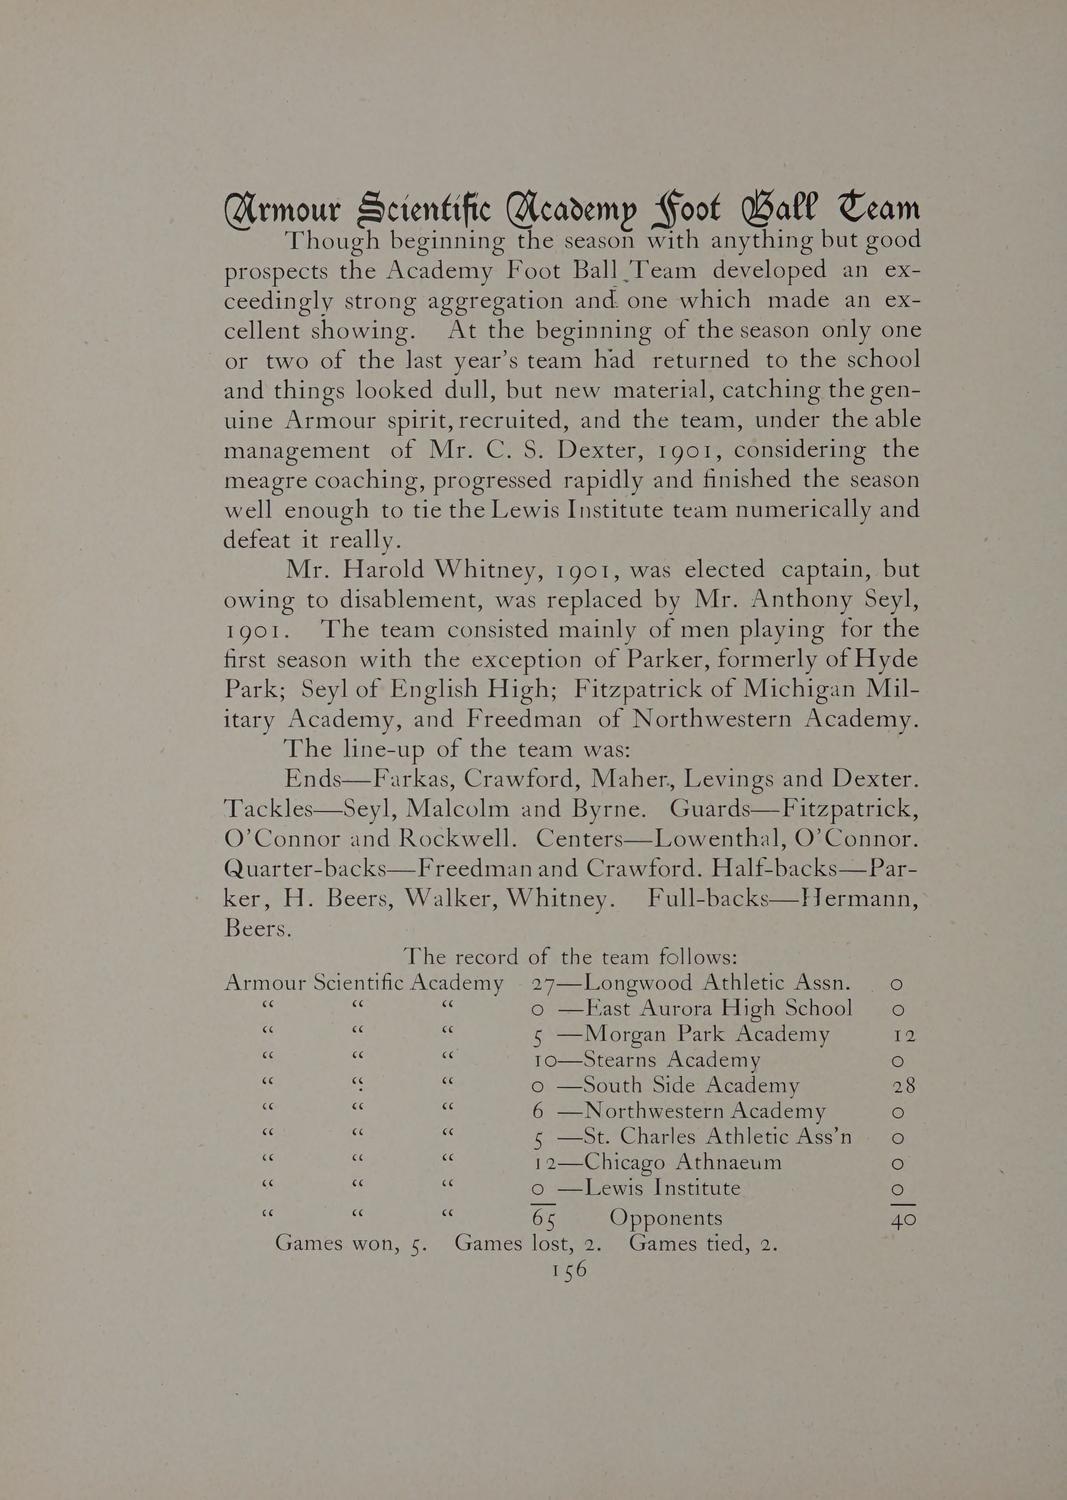 Armour Scientific Academy Foot Ball Team
Though beginning the season with anything but good
prospects the Academy Foot Ball Team developed an ex-
ceedingly strong aggregation and one which made an ex-
cellent showing. At the beginning of the season only one
or two of the last year's team had returned to the school
and things looked dull, but new material, catching the gen-
uine Armour spirit, recruited, and the team, under the able
management of Mr. C. S. Dexter, 1901, considering the
meagre coaching, progressed rapidly and finished the season
well enough to tie the Lewis Institute team numerically and
defeat it really.
Mr. Harold Whitney, 1901, was elected captain, but
owing to disablement, was replaced by Mr. Anthony Seyl,
1901. The team consisted mainly of men playing for the
first season with the exception of Parker, formerly of Hyde
Park; Seyl of English High; Fitzpatrick of Michigan Mil-
itary Academy, and Freedman of Northwestern Academy.
The line-up of the team was:
Ends—Farkas, Crawford, Maher, Levings and Dexter.
Tackles—Seyl, Malcolm and Byrne. Guards—Fitzpatrick,
O'Connor and Rockwell. Centers—Lowenthal, O'Connor.
Quarter-backs—Freedman and Crawford. Half-backs—Par-
ker, H. Beers, Walker, Whitney. Full-backs—Hermann,
Beers.
The record of the team follows:
Armour Scientific Academy 27—Longwood Athletic Assn. 0
“ “ “ 0 —East Aurora High School 0
“ “ “ 5 —Morgan Park Academy 12
“ “ “ 10—Stearns Academy 0
“ “ “ 0 —South Side Academy 28
“ “ “ 6 —Northwestern Academy 0
“ “ “ 5 —St. Charles Athletic Ass'n 0
“ “ “ 12—Chicago Athnaeum 0
“ “ “ 0 —Lewis Institute 0
“ “ “ 65 Opponents 40
Games won, 5. Games lost, 2. Games tied, 2.
156